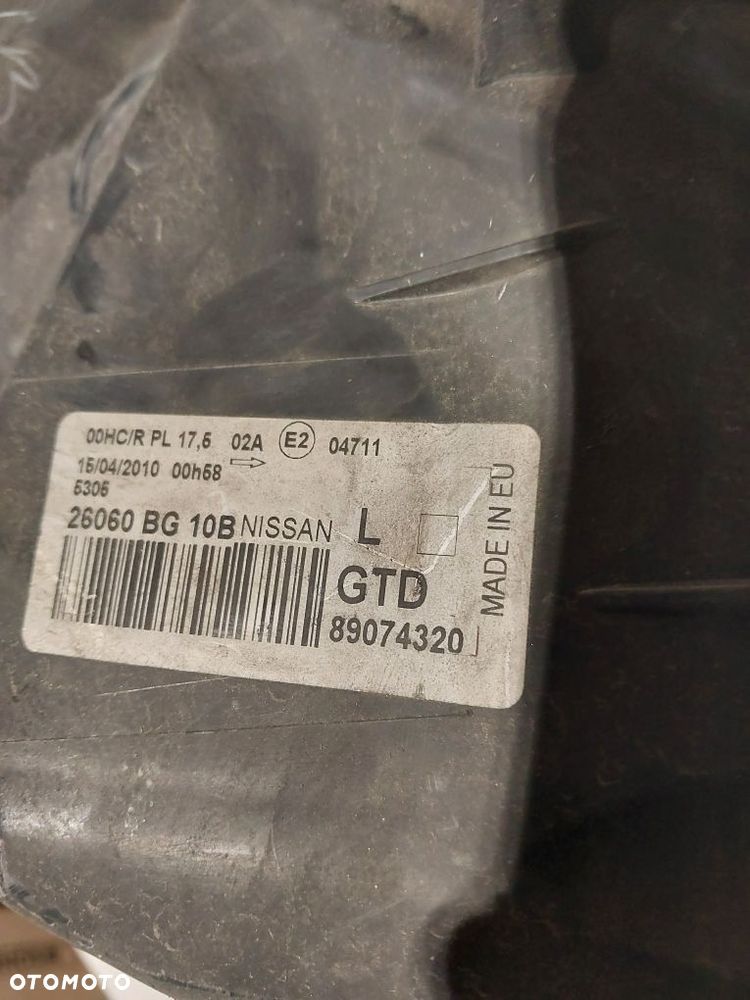 00HC/R PL 17,5 02A E2 04711
15/04/2010 00h58
5305
26060 BG 10B NISSAN L
GTD
89074320
MADE IN EU
OTOMOTO